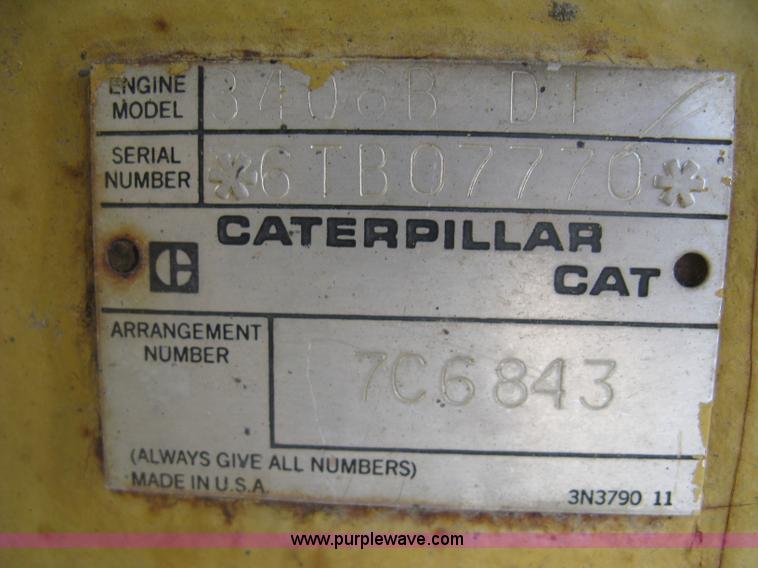 ENGINE MODEL 3406B DI /
SERIAL NUMBER *6TB07770*
CATERPILLAR
C CAT
ARRANGEMENT NUMBER 7C6843
(ALWAYS GIVE ALL NUMBERS)
MADE IN U.S.A. 3N3790 11
www.purplewave.com